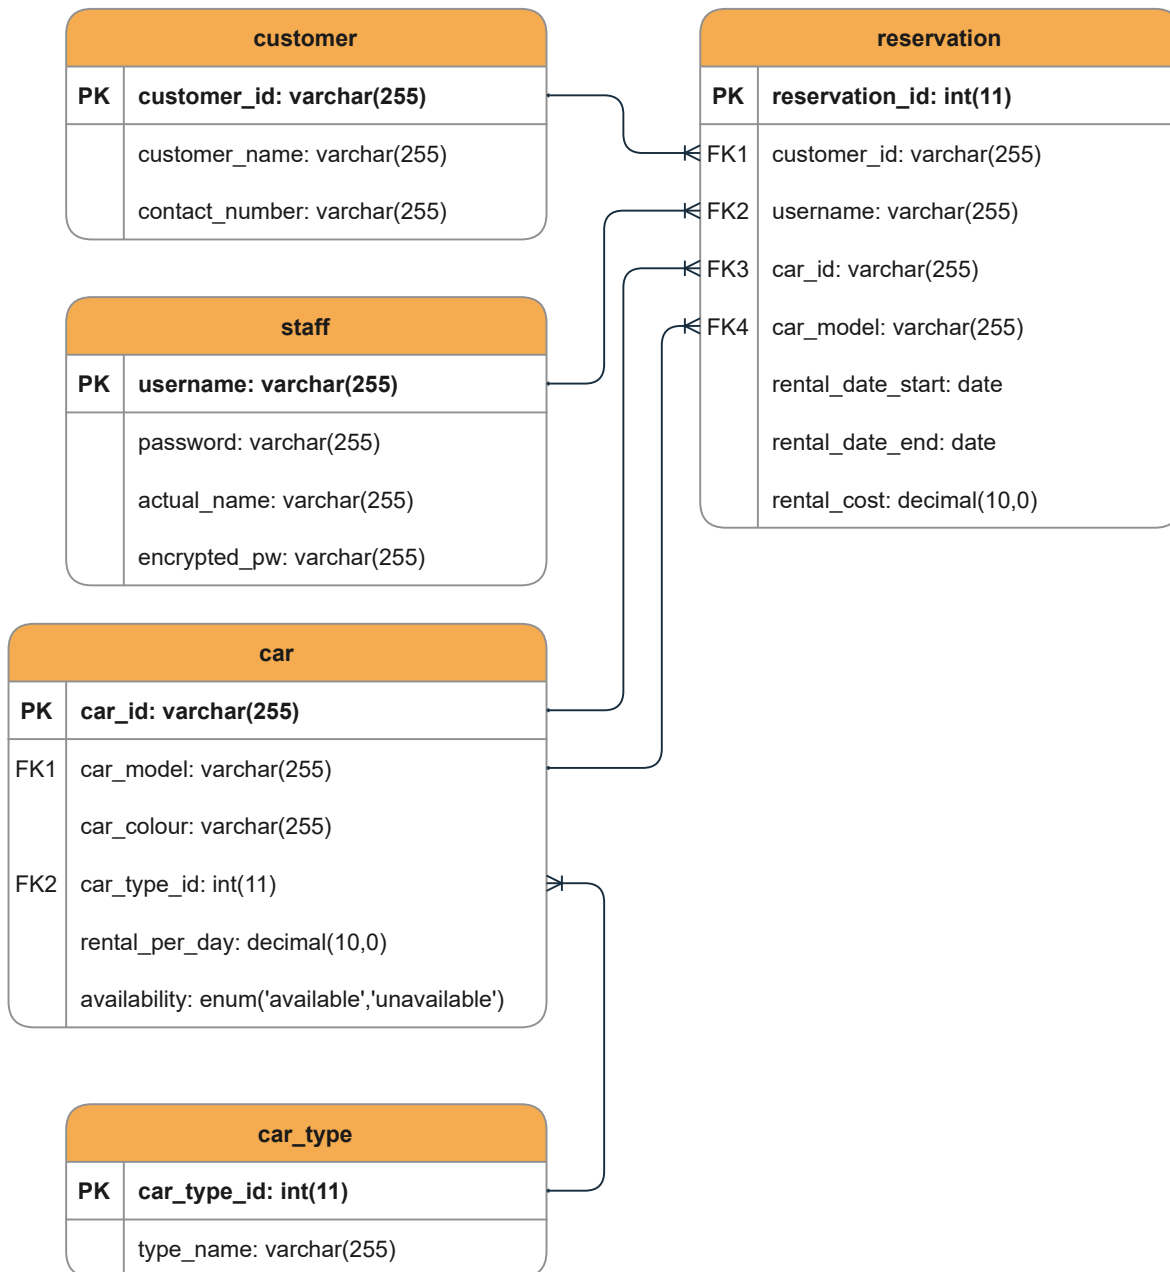 customer
PK customer_id: varchar(255)
customer_name: varchar(255)
contact_number: varchar(255)
reservation
PK reservation_id: int(11)
FK1 customer_id: varchar(255)
FK2 username: varchar(255)
FK3 car_id: varchar(255)
FK4 car_model: varchar(255)
rental_date_start: date
rental_date_end: date
rental_cost: decimal(10,0)
staff
PK username: varchar(255)
password: varchar(255)
actual_name: varchar(255)
encrypted_pw: varchar(255)
car
PK car_id: varchar(255)
FK1 car_model: varchar(255)
car_colour: varchar(255)
FK2 car_type_id: int(11)
rental_per_day: decimal(10,0)
availability: enum('available','unavailable')
car_type
PK car_type_id: int(11)
type_name: varchar(255)